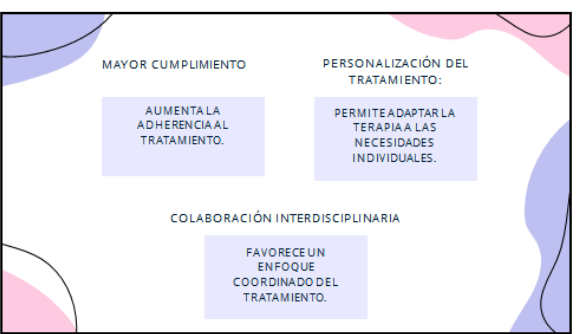 MAYOR CUMPLIMIENTO
AUMENTA LA
ADHERENCIA AL
TRATAMIENTO.
PERSONALIZACIÓN DEL
TRATAMIENTO:
PERMITE ADAPTAR LA
TERAPIA A LAS
NECESIDADES
INDIVIDUALES.
COLABORACIÓN INTERDISCIPLINARIA
FAVORECE UN
ENFOQUE
COORDINADO DEL
TRATAMIENTO.